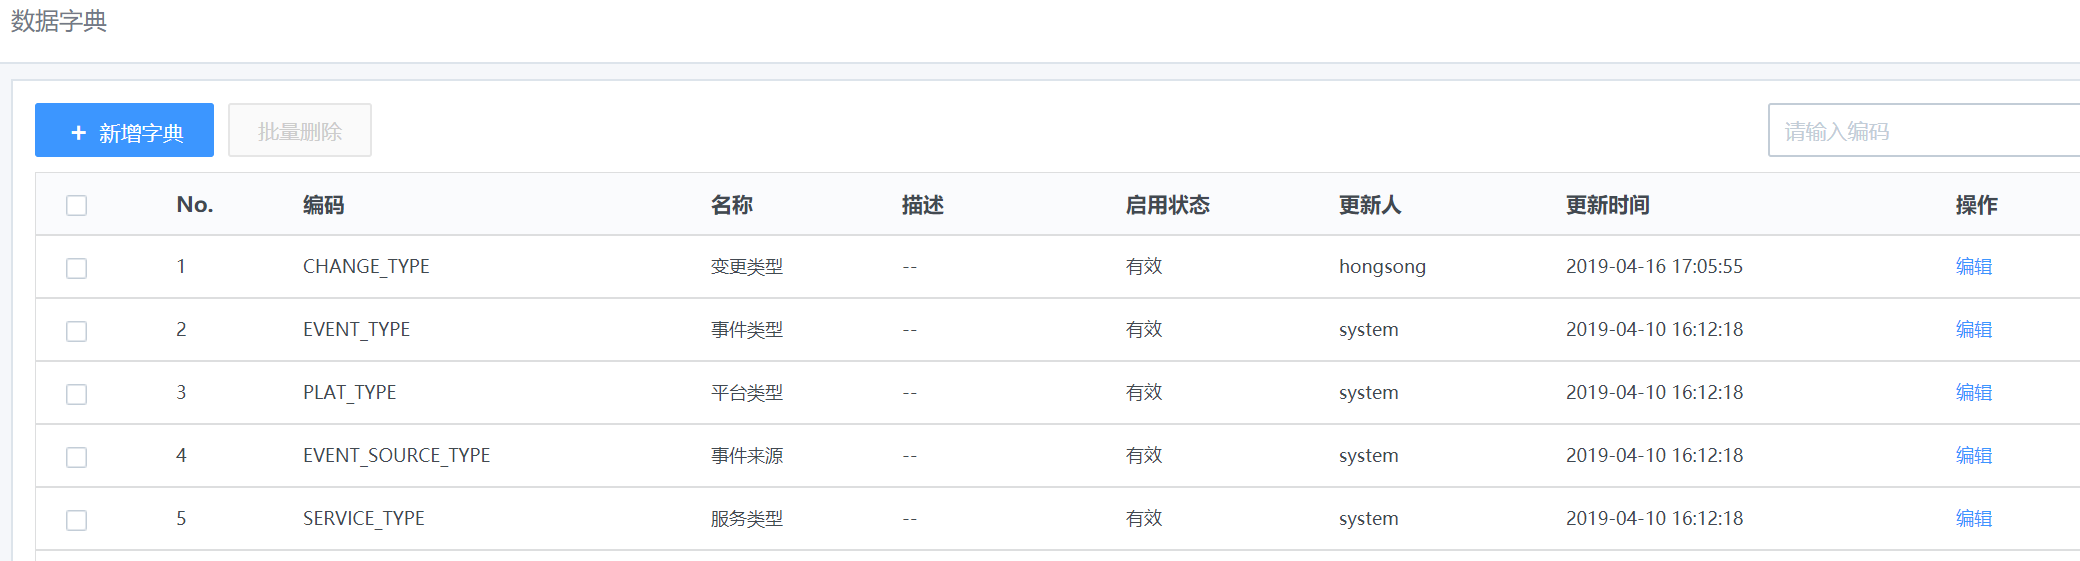 数据字典
+ 新增字典 批量删除 请输入编码
No. 编码 名称 描述 启用状态 更新人 更新时间 操作
1 CHANGE_TYPE 变更类型 -- 有效 hongsong 2019-04-16 17:05:55 编辑
2 EVENT_TYPE 事件类型 -- 有效 system 2019-04-10 16:12:18 编辑
3 PLAT_TYPE 平台类型 -- 有效 system 2019-04-10 16:12:18 编辑
4 EVENT_SOURCE_TYPE 事件来源 -- 有效 system 2019-04-10 16:12:18 编辑
5 SERVICE_TYPE 服务类型 -- 有效 system 2019-04-10 16:12:18 编辑